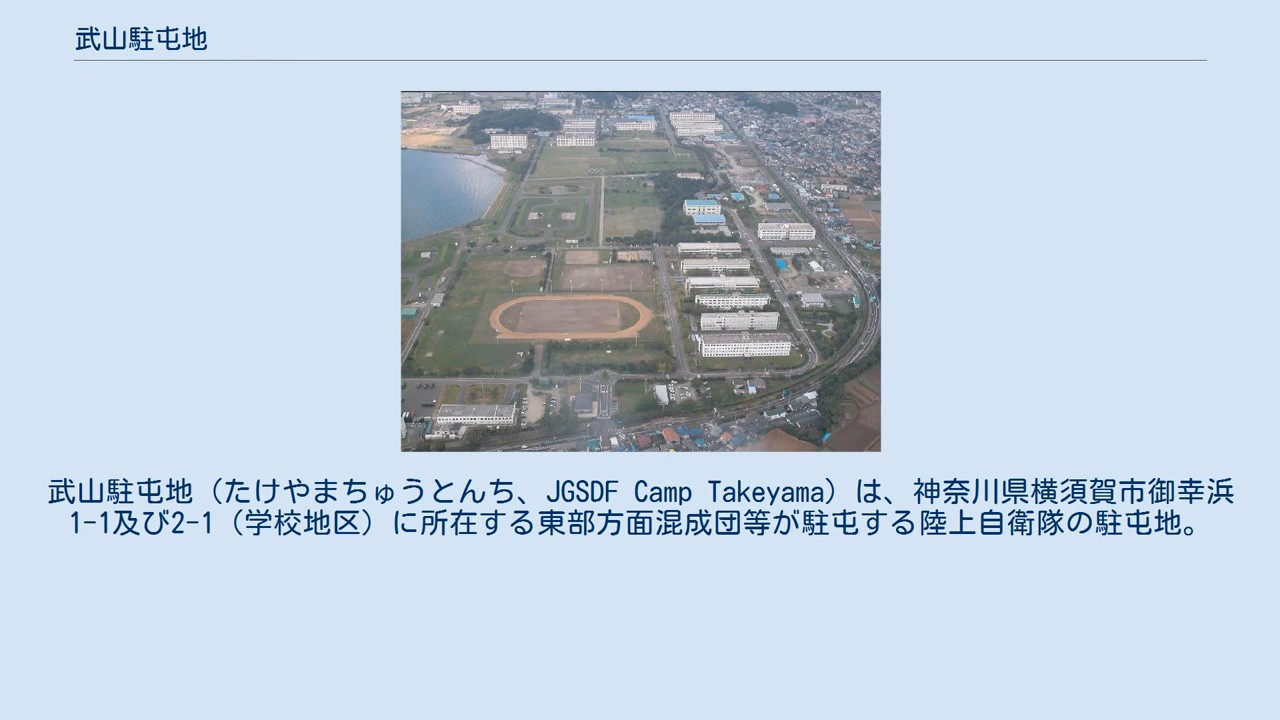 武山駐屯地
武山駐屯地（たけやまちゅうとんち、JGSDF Camp Takeyama）は、神奈川県横須賀市御幸浜
1-1及び2-1（学校地区）に所在する東部方面混成団等が駐屯する陸上自衛隊の駐屯地。